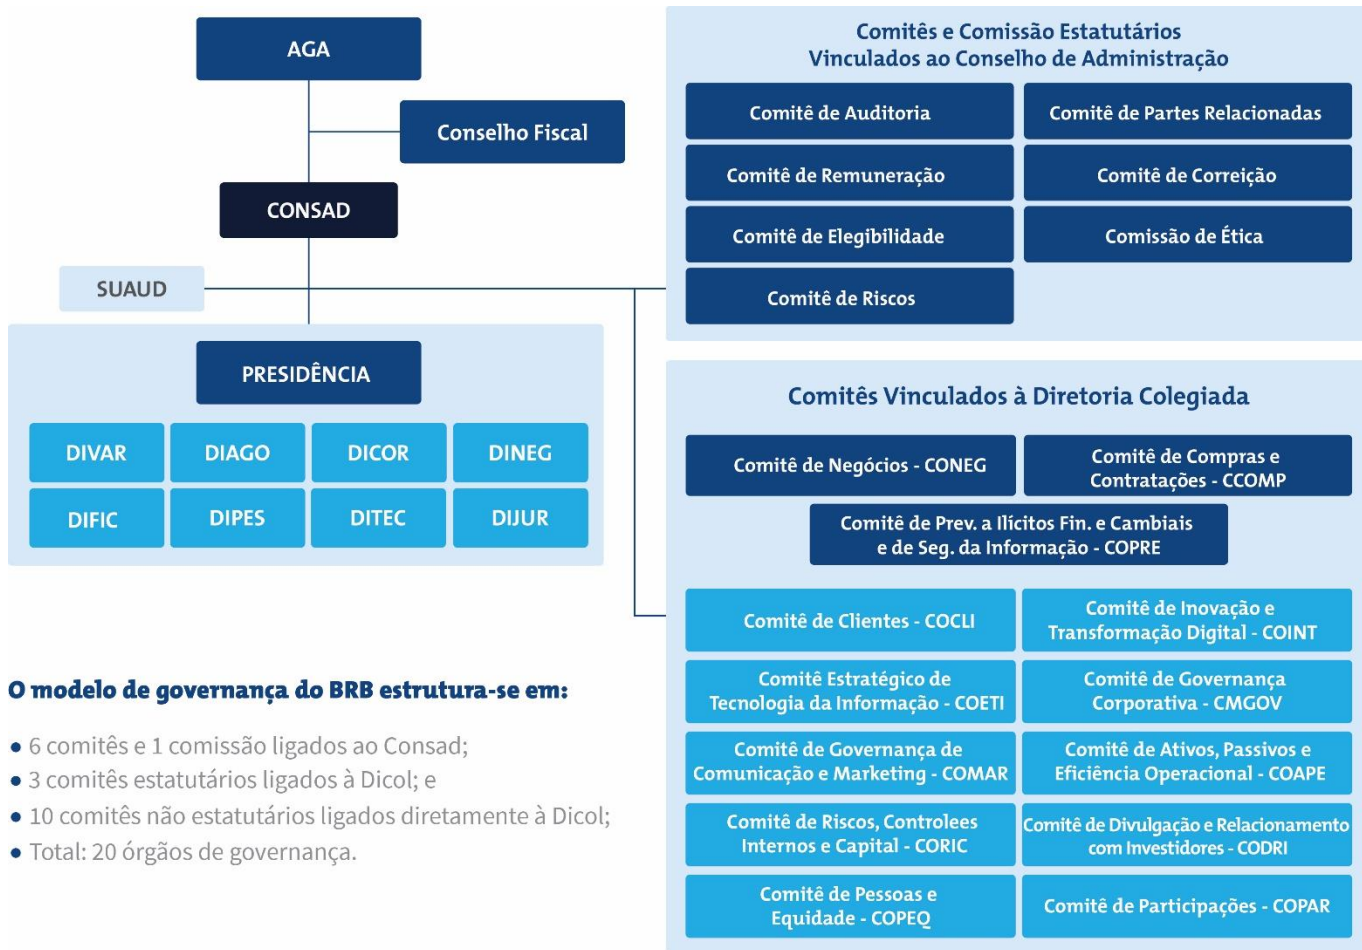 AGA
Conselho Fiscal
CONSAD
SUAUD
PRESIDÊNCIA
DIVAR
DIAGO
DICOR
DINEG
DIFIC
DIPES
DITEC
DIJUR
O modelo de governança do BRB estrutura-se em:
• 6 comitês e 1 comissão ligados ao Consad;
• 3 comitês estatutários ligados à Dicol; e
• 10 comitês não estatutários ligados diretamente à Dicol;
• Total: 20 órgãos de governança.
Comitês e Comissão Estatutários
Vinculados ao Conselho de Administração
Comitê de Auditoria
Comitê de Partes Relacionadas
Comitê de Remuneração
Comitê de Correição
Comitê de Elegibilidade
Comissão de Ética
Comitê de Riscos
Comitês Vinculados à Diretoria Colegiada
Comitê de Negócios - CONEG
Comitê de Compras e
Contratações - CCOMP
Comitê de Prev. a Ilícitos Fin. e Cambiais
e de Seg. da Informação - COPRE
Comitê de Clientes - COCLI
Comitê de Inovação e
Transformação Digital - COINT
Comitê Estratégico de
Tecnologia da Informação - COETI
Comitê de Governança
Corporativa - CMGOV
Comitê de Governança de
Comunicação e Marketing - COMAR
Comitê de Ativos, Passivos e
Eficiência Operacional - COAPE
Comitê de Riscos, Controlees
Internos e Capital - CORIC
Comitê de Divulgação e Relacionamento
com Investidores - CODRI
Comitê de Pessoas e
Equidade - COPEQ
Comitê de Participações - COPAR